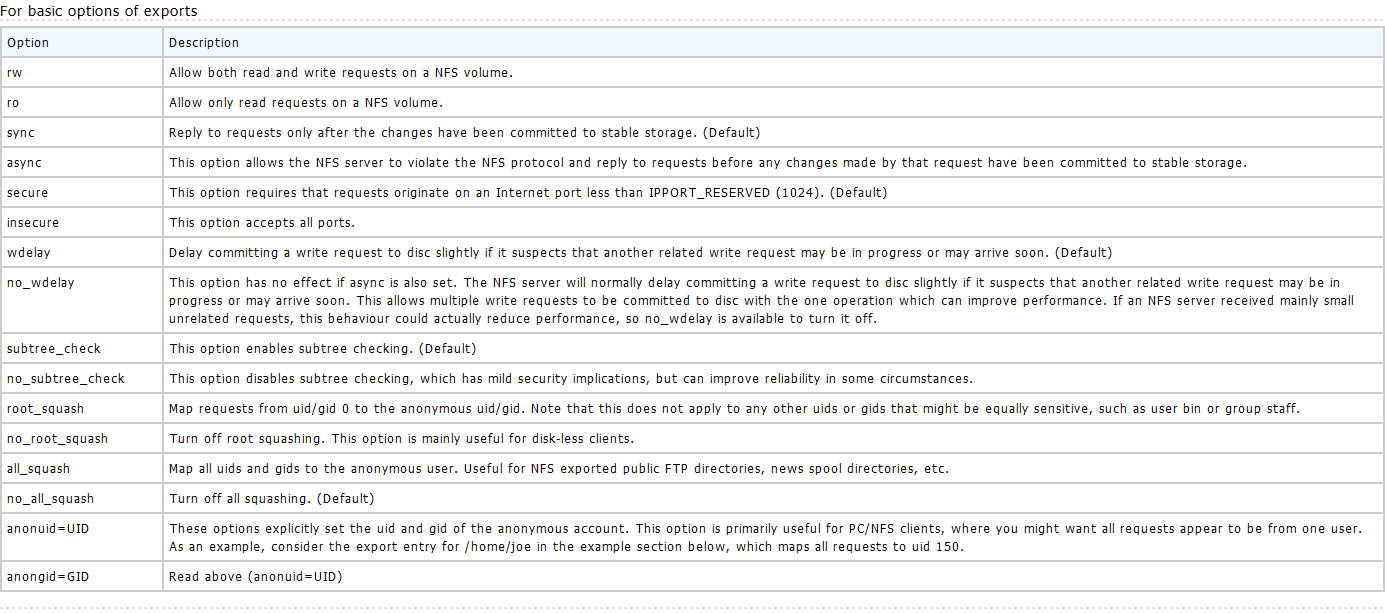 For basic options of exports
Option Description
rw Allow both read and write requests on a NFS volume.
ro Allow only read requests on a NFS volume.
sync Reply to requests only after the changes have been committed to stable storage. (Default)
async This option allows the NFS server to violate the NFS protocol and reply to requests before any changes made by that request have been committed to stable storage.
secure This option requires that requests originate on an Internet port less than IPPORT_RESERVED (1024). (Default)
insecure This option accepts all ports.
wdelay Delay committing a write request to disc slightly if it suspects that another related write request may be in progress or may arrive soon. (Default)
no_wdelay This option has no effect if async is also set. The NFS server will normally delay committing a write request to disc slightly if it suspects that another related write request may be in
progress or may arrive soon. This allows multiple write requests to be committed to disc with the one operation which can improve performance. If an NFS server received mainly small
unrelated requests, this behaviour could actually reduce performance, so no_wdelay is available to turn it off.
subtree_check This option enables subtree checking. (Default)
no_subtree_check This option disables subtree checking, which has mild security implications, but can improve reliability in some circumstances.
root_squash Map requests from uid/gid 0 to the anonymous uid/gid. Note that this does not apply to any other uids or gids that might be equally sensitive, such as user bin or group staff.
no_root_squash Turn off root squashing. This option is mainly useful for disk-less clients.
all_squash Map all uids and gids to the anonymous user. Useful for NFS exported public FTP directories, news spool directories, etc.
no_all_squash Turn off all squashing. (Default)
anonuid=UID These options explicitly set the uid and gid of the anonymous account. This option is primarily useful for PC/NFS clients, where you might want all requests appear to be from one user.
As an example, consider the export entry for /home/joe in the example section below, which maps all requests to uid 150.
anongid=GID Read above (anonuid=UID)